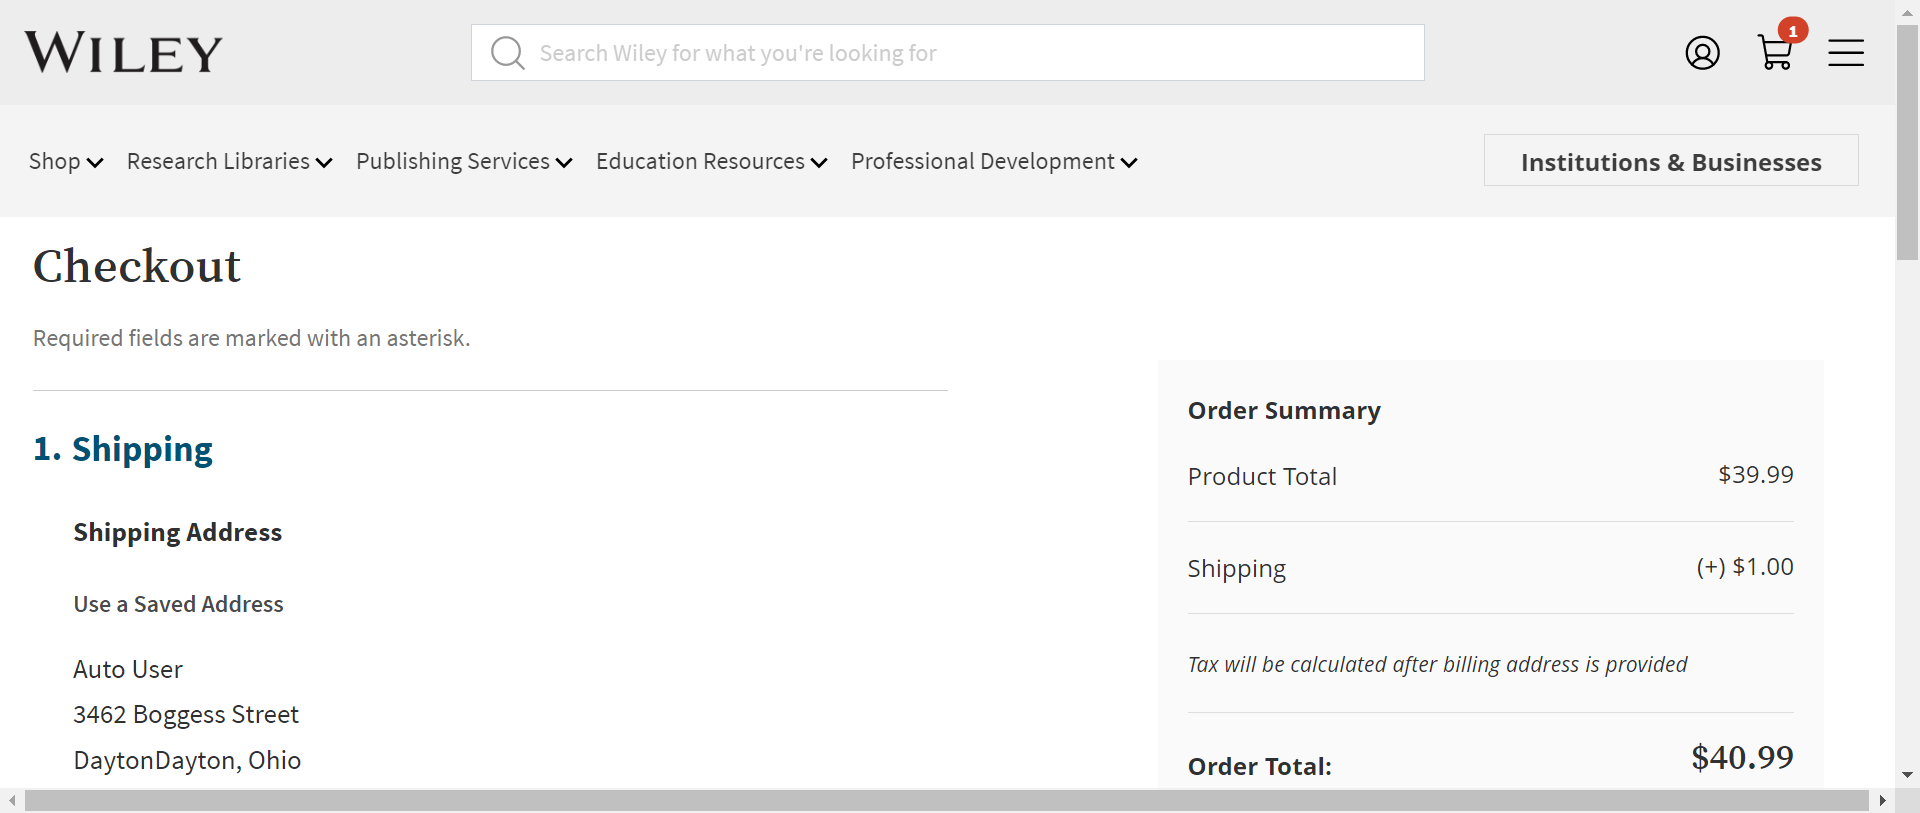 WILEY
Search Wiley for what you're looking for
1
Shop Research Libraries Publishing Services Education Resources Professional Development
Institutions & Businesses
Checkout
Required fields are marked with an asterisk.
1. Shipping
Shipping Address
Use a Saved Address
Auto User
3462 Boggess Street
DaytonDayton, Ohio
Order Summary
Product Total $39.99
Shipping (+) $1.00
Tax will be calculated after billing address is provided
Order Total: $40.99